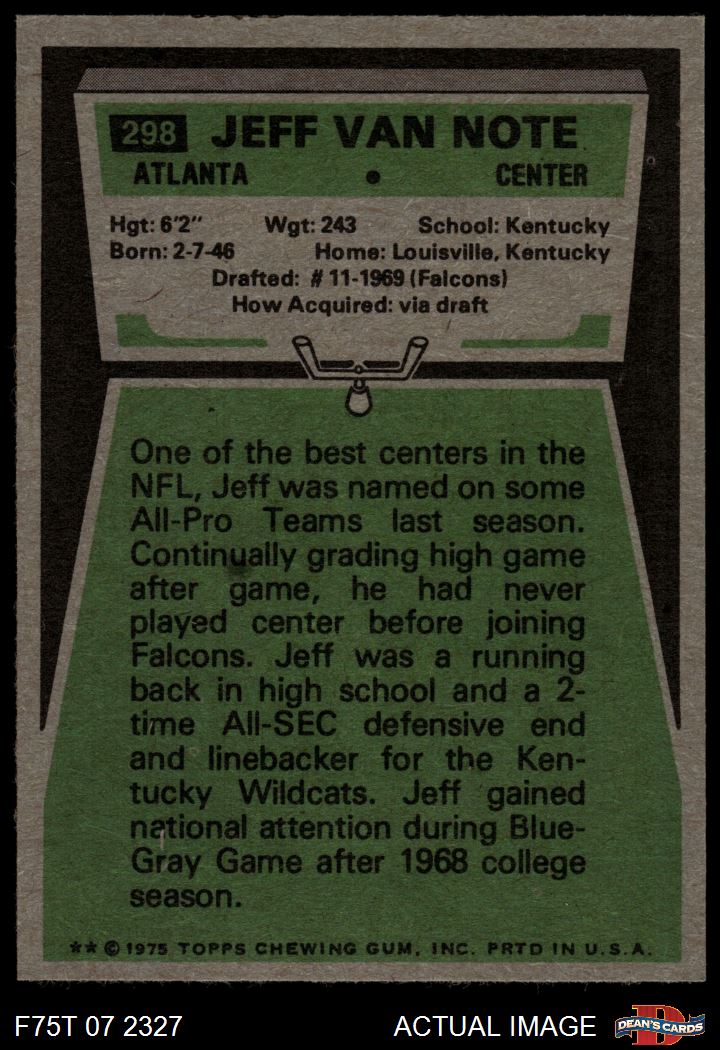 298 JEFF VAN NOTE
ATLANTA • CENTER
Hgt: 6'2" Wgt: 243 School: Kentucky
Born: 2-7-46 Home: Louisville, Kentucky
Drafted: #11-1969 (Falcons)
How Acquired: via draft
One of the best centers in the
NFL, Jeff was named on some
All-Pro Teams last season.
Continually grading high game
after game, he had never
played center before joining
Falcons. Jeff was a running
back in high school and a 2-
time All-SEC defensive end
and linebacker for the Ken-
tucky Wildcats. Jeff gained
national attention during Blue-
Gray Game after 1968 college
season.
** © 1975 TOPPS CHEWING GUM, INC. PRTD IN U.S.A.
F75T 07 2327 ACTUAL IMAGE D DEAN'S CARDS